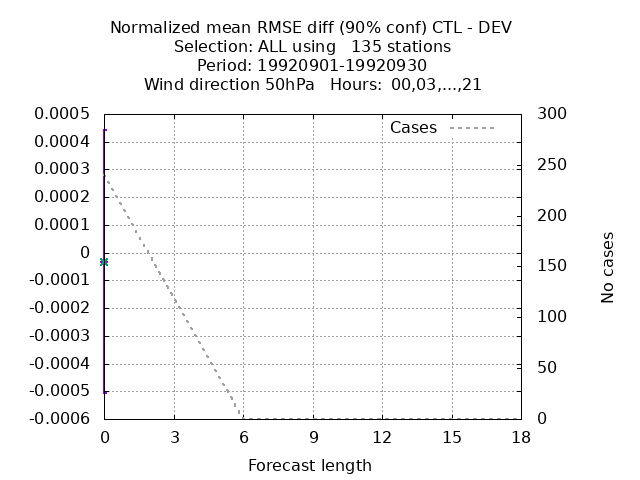 Normalized mean RMSE diff (90% conf) CTL - DEV
Selection: ALL using   135 stations
Period: 19920901-19920930
Wind direction 50hPa   Hours:  00,03,...,21
Cases
0.0005
0.0004
0.0003
0.0002
0.0001
0
-0.0001
-0.0002
-0.0003
-0.0004
-0.0005
-0.0006
300
250
200
150
100
50
0
No cases
0 3 6 9 12 15 18
Forecast length